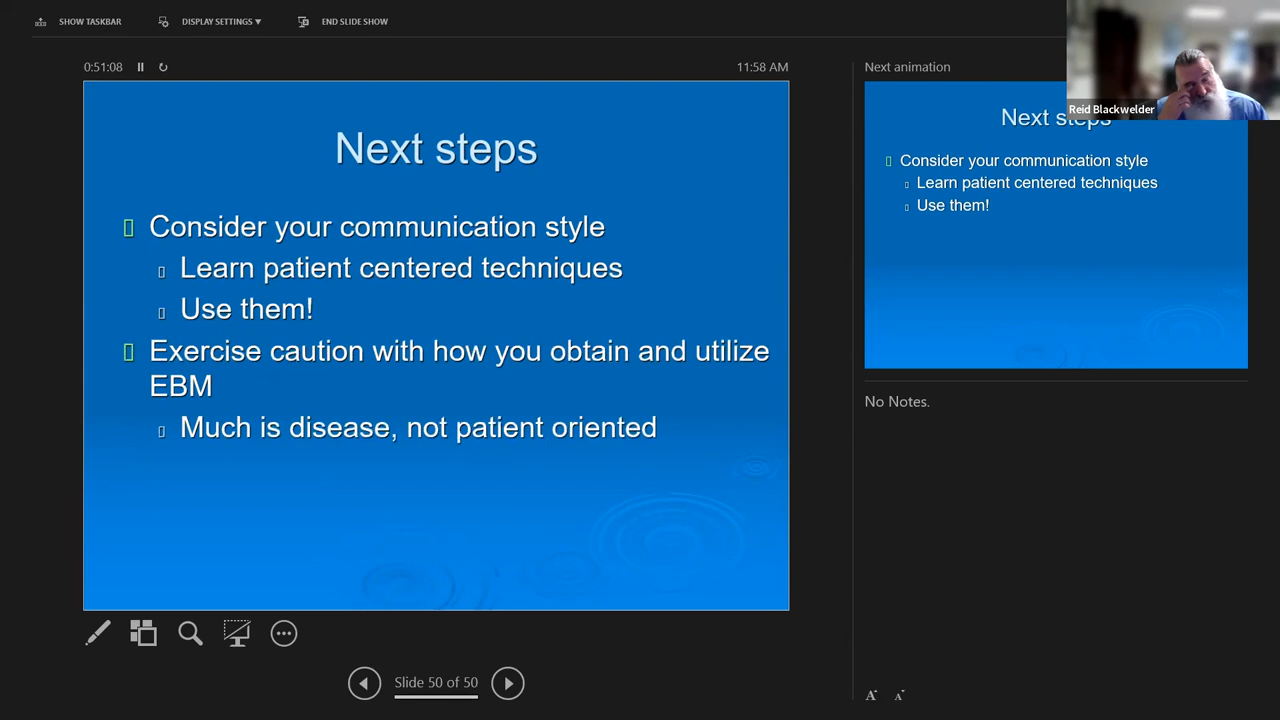 SHOW TASKBAR
DISPLAY SETTINGS ▾
END SLIDE SHOW
0:51:08
11:58 AM
Next steps
Consider your communication style
Learn patient centered techniques
Use them!
Exercise caution with how you obtain and utilize
EBM
Much is disease, not patient oriented
Slide 50 of 50
Next animation
Reid Blackwelder
Next steps
Consider your communication style
Learn patient centered techniques
Use them!
No Notes.
A A